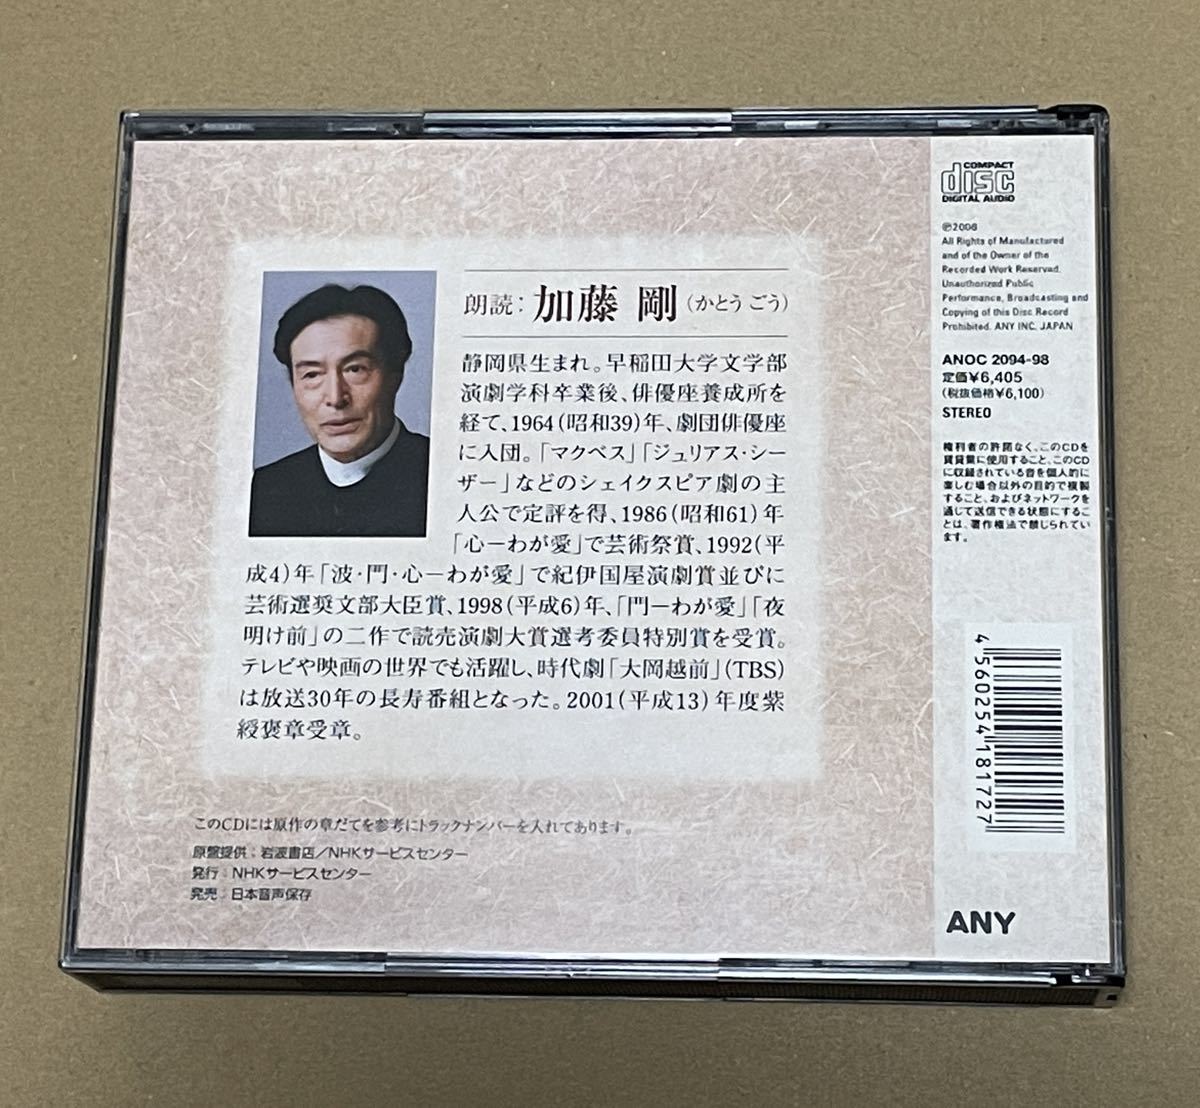 朗読：加藤 剛（かとう ごう）
静岡県生まれ。早稲田大学文学部
演劇学科卒業後、俳優座養成所を
経て、1964（昭和39）年、劇団俳優座
に入団。「マクベス」「ジュリアス・シー
ザー」などのシェイクスピア劇の主
人公で定評を得、1986（昭和61）年
「心－わが愛」で芸術祭賞、1992（平
成4）年「波・門・心－わが愛」で紀伊国屋演劇賞並びに
芸術選奨文部大臣賞、1998（平成6）年、「門－わが愛」「夜
明け前」の二作で読売演劇大賞選考委員特別賞を受賞。
テレビや映画の世界でも活躍し、時代劇「大岡越前」（TBS）
は放送30年の長寿番組となった。2001（平成13）年度紫
綬褒章受章。
このCDには原作の章だてを参考にトラックナンバーを入れてあります。
原盤提供：岩波書店／NHKサービスセンター
発行：NHKサービスセンター
発売：日本音声保存
COMPACT
disc
DIGITAL AUDIO
℗2006
All Rights of Manufactured
and of the Owner of the
Recorded Work Reserved.
Unauthorized Public
Performance, Broadcasting and
Copying of this Disc Record
Prohibited. ANY INC. JAPAN
ANOC 2094-98
定価¥6,405
（税抜価格¥6,100）
STEREO
権利者の許諾なく、このCDを
賃貸業に使用すること、このCD
に収録されている音を個人的に
楽しむ場合以外の目的で複製
すること、およびネットワークを
通じて送信できる状態にするこ
とは、著作権法で禁じられてい
ます。
4560254181727
ANY